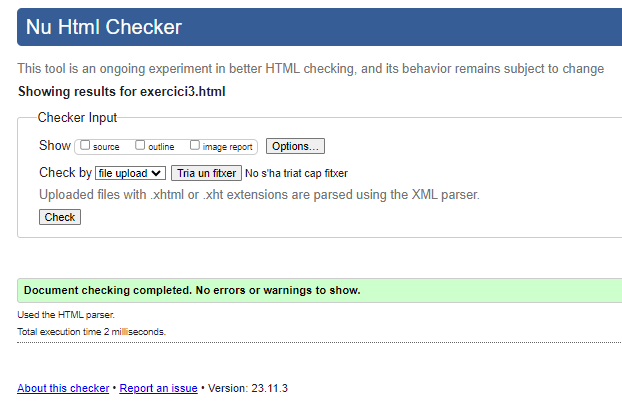 Nu Html Checker
This tool is an ongoing experiment in better HTML checking, and its behavior remains subject to change
Showing results for exercici3.html
Checker Input
Show source outline image report Options...
Check by file upload Tria un fitxer No s'ha triat cap fitxer
Uploaded files with .xhtml or .xht extensions are parsed using the XML parser.
Check
Document checking completed. No errors or warnings to show.
Used the HTML parser.
Total execution time 2 milliseconds.
About this checker • Report an issue • Version: 23.11.3